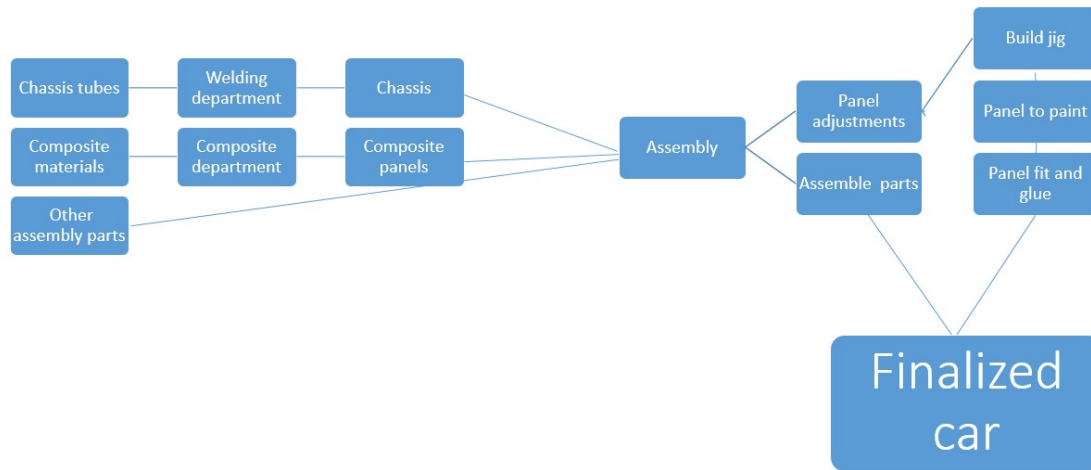 Chassis tubes
Welding
department
Chassis
Composite
materials
Composite
department
Composite
panels
Other
assembly parts
Assembly
Panel
adjustments
Assemble parts
Build jig
Panel to paint
Panel fit and
glue
Finalized
car